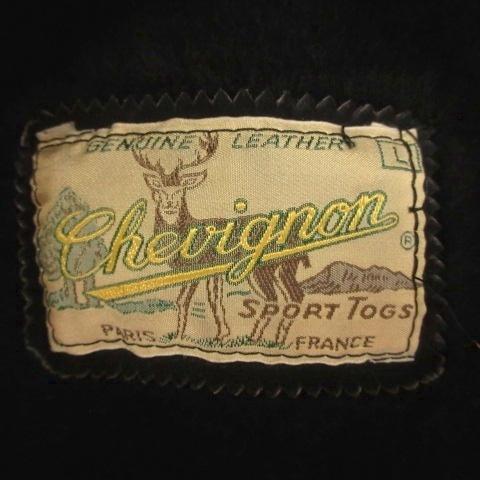 GENUINE LEATHER
L
Chevignon®
SPORT TOGS
PARIS FRANCE